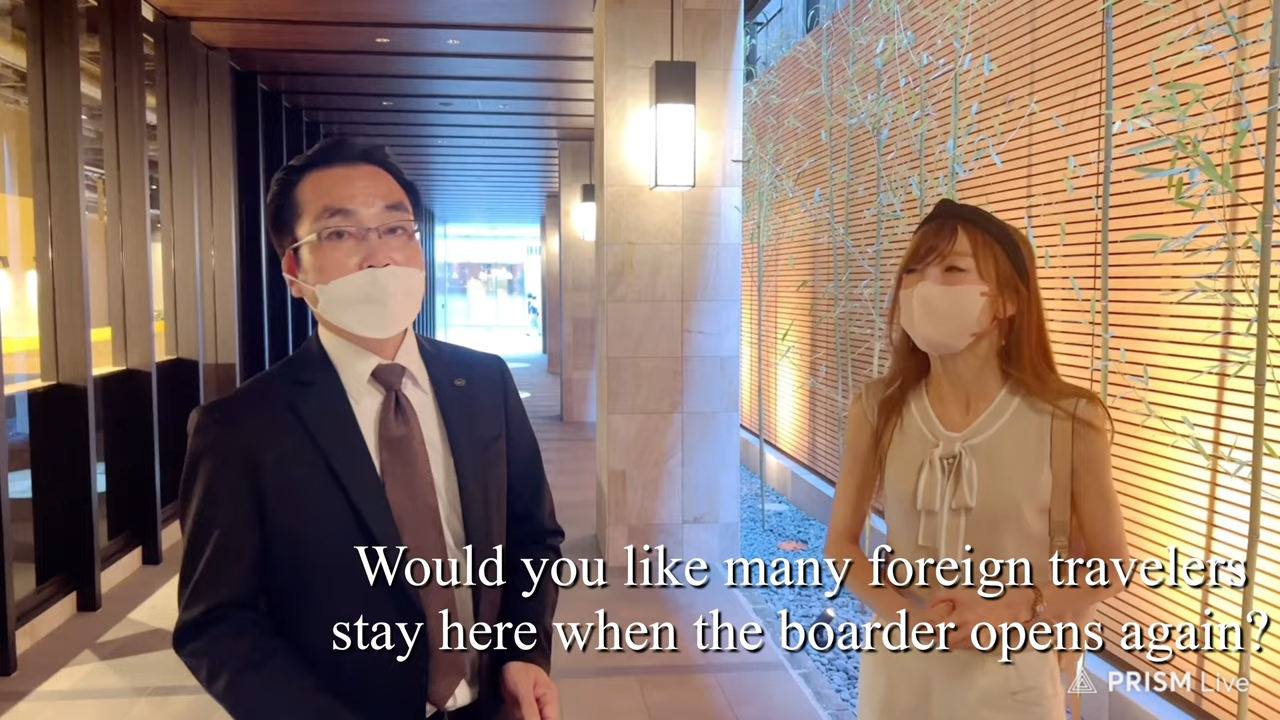 Would you like many foreign travelers
stay here when the boarder opens again?
PRISM Live